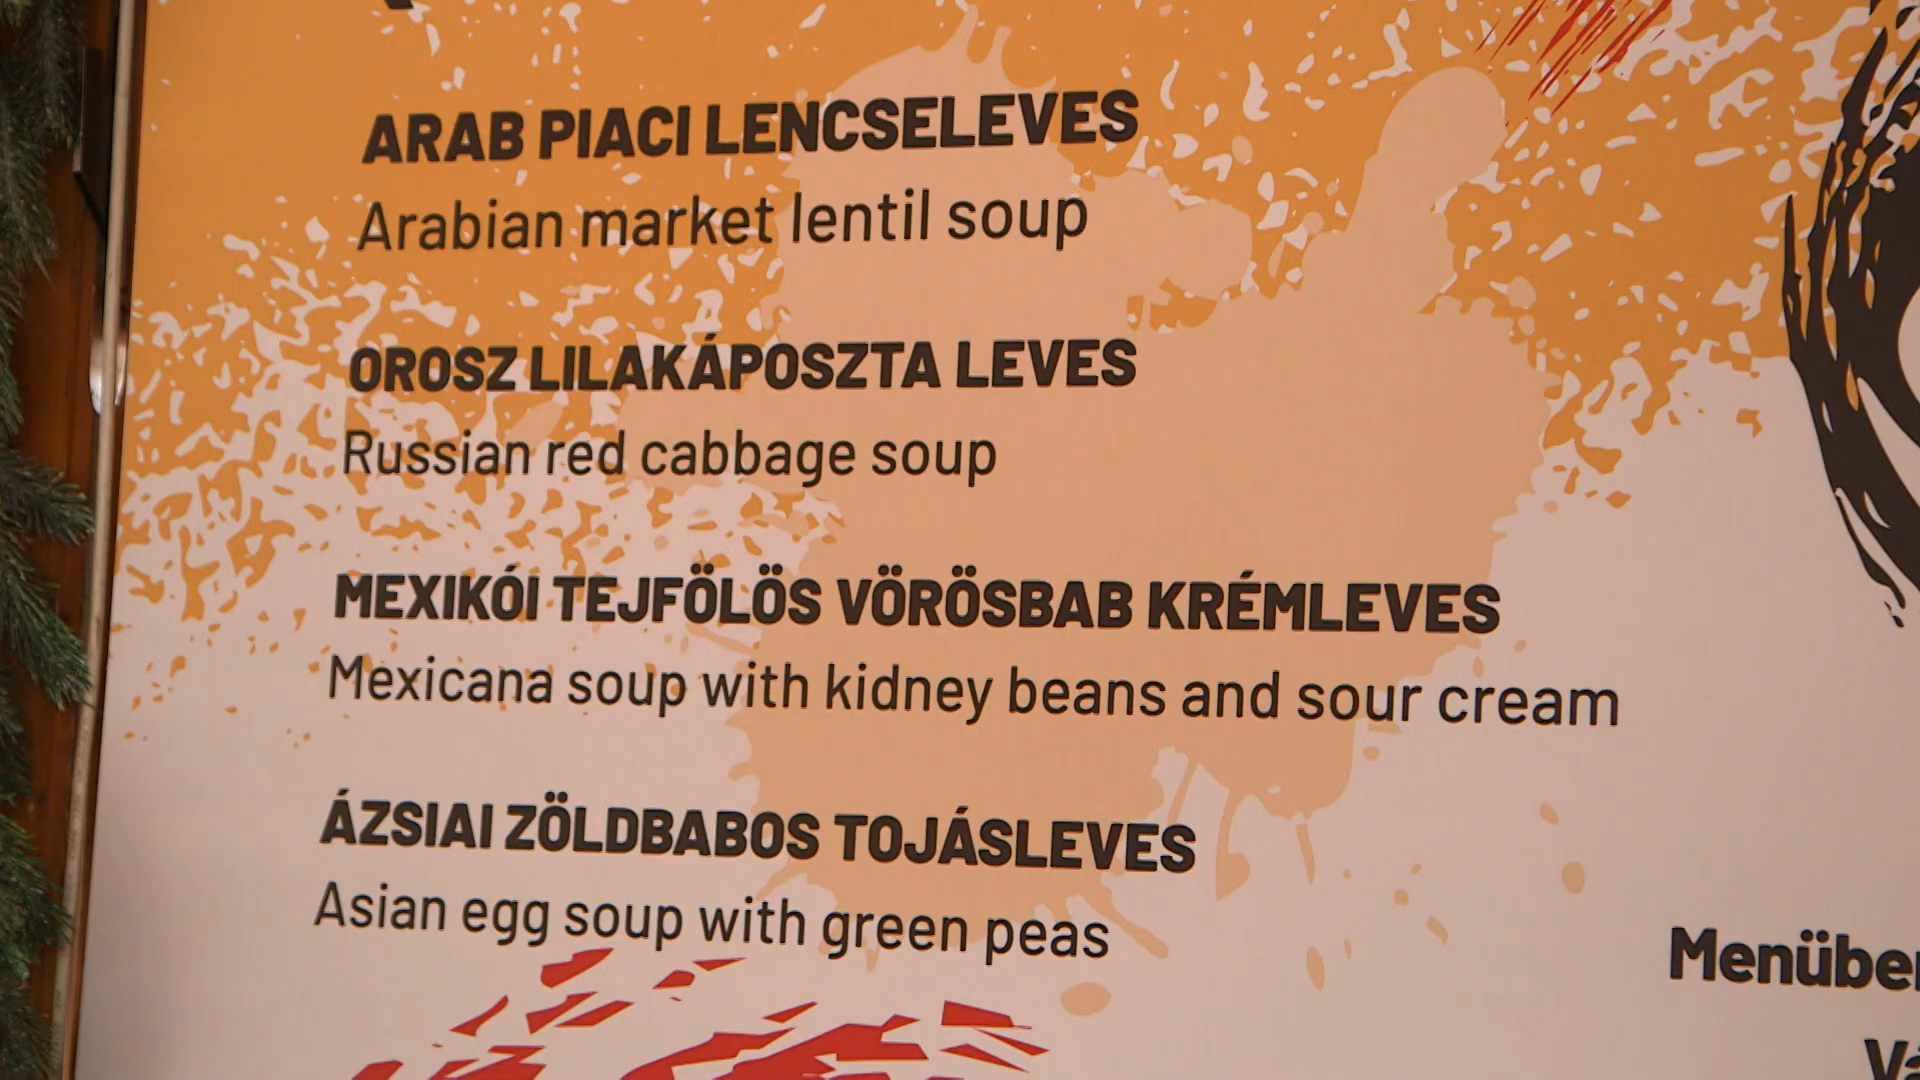 ARAB PIACI LENCSELEVES
Arabian market lentil soup
OROSZ LILAKÁPOSZTA LEVES
Russian red cabbage soup
MEXIKÓI TEJFÖLÖS VÖRÖSBAB KRÉMLEVES
Mexicana soup with kidney beans and sour cream
ÁZSIAI ZÖLDBABOS TOJÁSLEVES
Asian egg soup with green peas